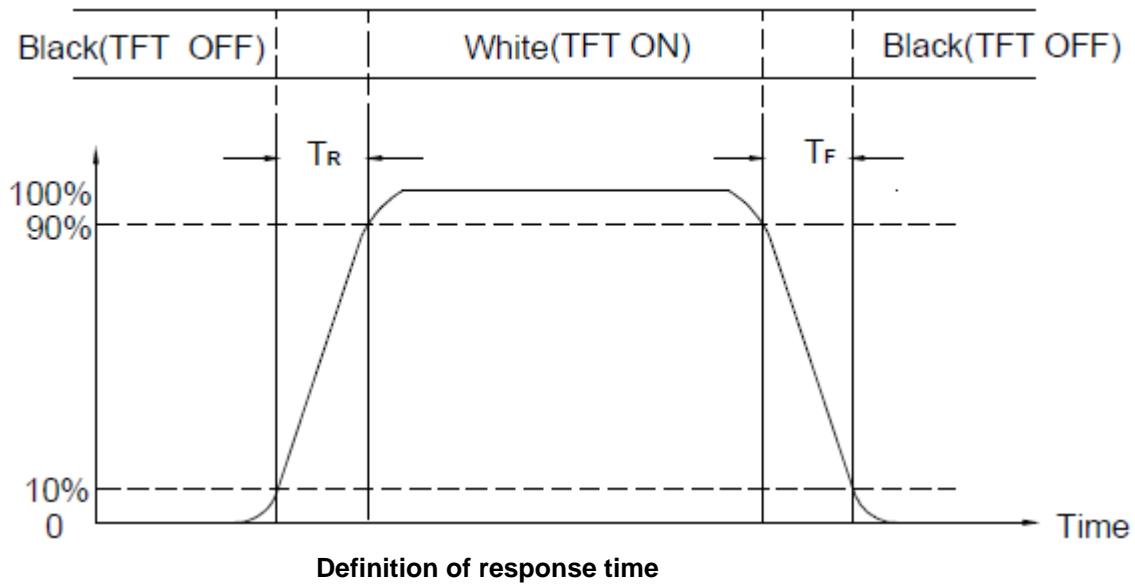 Black(TFT OFF) White(TFT ON) Black(TFT OFF)
TR TF
100%
90%
10%
0
Time
Definition of response time